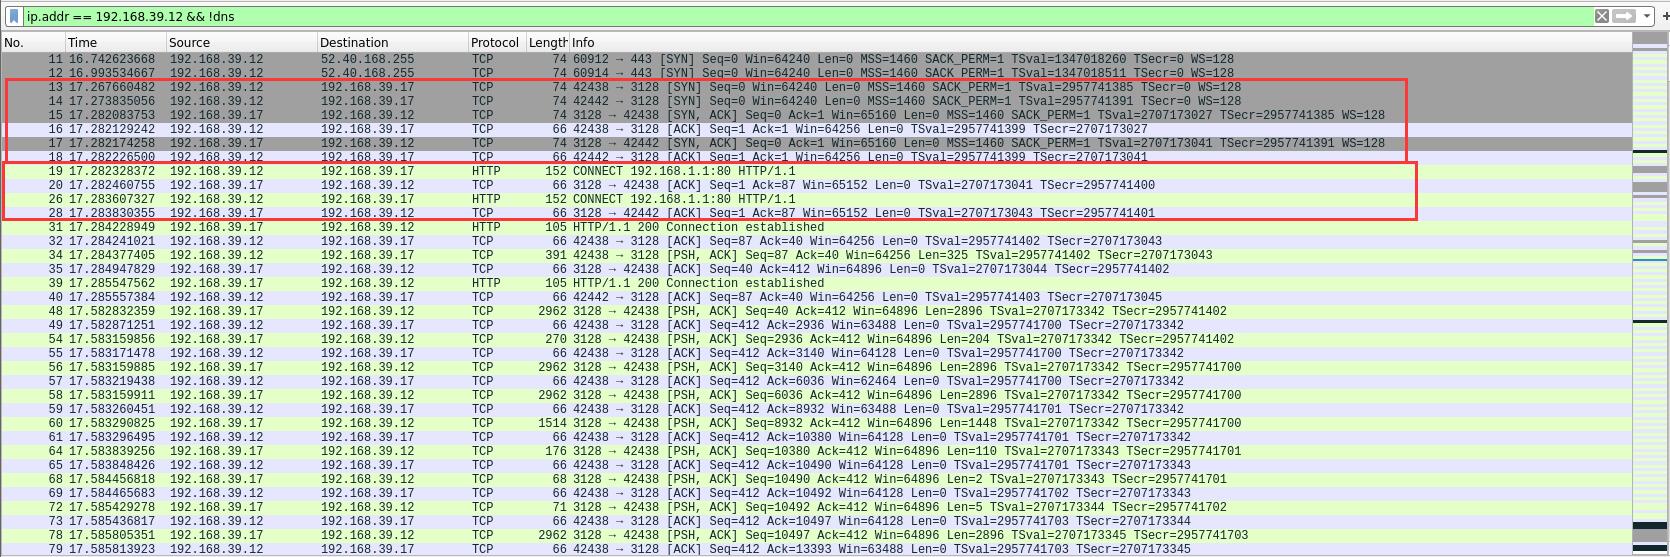 ip.addr == 192.168.39.12 && !dns
No. Time Source Destination Protocol Length Info
11 16.742623668 192.168.39.12 52.40.168.255 TCP 74 60912 → 443 [SYN] Seq=0 Win=64240 Len=0 MSS=1460 SACK_PERM=1 TSval=1347018260 TSecr=0 WS=128
12 16.993534667 192.168.39.12 52.40.168.255 TCP 74 60914 → 443 [SYN] Seq=0 Win=64240 Len=0 MSS=1460 SACK_PERM=1 TSval=1347018511 TSecr=0 WS=128
13 17.267660482 192.168.39.12 192.168.39.17 TCP 74 42438 → 3128 [SYN] Seq=0 Win=64240 Len=0 MSS=1460 SACK_PERM=1 TSval=2957741385 TSecr=0 WS=128
14 17.273835056 192.168.39.12 192.168.39.17 TCP 74 42442 → 3128 [SYN] Seq=0 Win=64240 Len=0 MSS=1460 SACK_PERM=1 TSval=2957741391 TSecr=0 WS=128
15 17.282083753 192.168.39.17 192.168.39.12 TCP 74 3128 → 42438 [SYN, ACK] Seq=0 Ack=1 Win=65160 Len=0 MSS=1460 SACK_PERM=1 TSval=2707173027 TSecr=2957741385 WS=128
16 17.282129242 192.168.39.12 192.168.39.17 TCP 66 42438 → 3128 [ACK] Seq=1 Ack=1 Win=64256 Len=0 TSval=2957741399 TSecr=2707173027
17 17.282174258 192.168.39.17 192.168.39.12 TCP 74 3128 → 42442 [SYN, ACK] Seq=0 Ack=1 Win=65160 Len=0 MSS=1460 SACK_PERM=1 TSval=2707173041 TSecr=2957741391 WS=128
18 17.282226500 192.168.39.12 192.168.39.17 TCP 66 42442 → 3128 [ACK] Seq=1 Ack=1 Win=64256 Len=0 TSval=2957741399 TSecr=2707173041
19 17.282328372 192.168.39.12 192.168.39.17 HTTP 152 CONNECT 192.168.1.1:80 HTTP/1.1
20 17.282460755 192.168.39.17 192.168.39.12 TCP 66 3128 → 42438 [ACK] Seq=1 Ack=87 Win=65152 Len=0 TSval=2707173041 TSecr=2957741400
26 17.283607327 192.168.39.12 192.168.39.17 HTTP 152 CONNECT 192.168.1.1:80 HTTP/1.1
28 17.283830355 192.168.39.17 192.168.39.12 TCP 66 3128 → 42442 [ACK] Seq=1 Ack=87 Win=65152 Len=0 TSval=2707173043 TSecr=2957741401
31 17.284228949 192.168.39.17 192.168.39.12 HTTP 105 HTTP/1.1 200 Connection established
32 17.284241021 192.168.39.12 192.168.39.17 TCP 66 42438 → 3128 [ACK] Seq=87 Ack=40 Win=64256 Len=0 TSval=2957741402 TSecr=2707173043
34 17.284377405 192.168.39.12 192.168.39.17 TCP 391 42438 → 3128 [PSH, ACK] Seq=87 Ack=40 Win=64256 Len=325 TSval=2957741402 TSecr=2707173043
35 17.284947829 192.168.39.17 192.168.39.12 TCP 66 3128 → 42438 [ACK] Seq=40 Ack=412 Win=64896 Len=0 TSval=2707173044 TSecr=2957741402
39 17.285547562 192.168.39.17 192.168.39.12 HTTP 105 HTTP/1.1 200 Connection established
40 17.285557384 192.168.39.12 192.168.39.17 TCP 66 42442 → 3128 [ACK] Seq=87 Ack=40 Win=64256 Len=0 TSval=2957741403 TSecr=2707173045
48 17.582832359 192.168.39.17 192.168.39.12 TCP 2962 3128 → 42438 [PSH, ACK] Seq=40 Ack=412 Win=64896 Len=2896 TSval=2707173342 TSecr=2957741402
49 17.582871251 192.168.39.12 192.168.39.17 TCP 66 42438 → 3128 [ACK] Seq=412 Ack=2936 Win=63488 Len=0 TSval=2957741700 TSecr=2707173342
54 17.583159856 192.168.39.17 192.168.39.12 TCP 270 3128 → 42438 [PSH, ACK] Seq=2936 Ack=412 Win=64896 Len=204 TSval=2707173342 TSecr=2957741402
55 17.583171478 192.168.39.12 192.168.39.17 TCP 66 42438 → 3128 [ACK] Seq=412 Ack=3140 Win=64128 Len=0 TSval=2957741700 TSecr=2707173342
56 17.583159885 192.168.39.17 192.168.39.12 TCP 2962 3128 → 42438 [PSH, ACK] Seq=3140 Ack=412 Win=64896 Len=2896 TSval=2707173342 TSecr=2957741700
57 17.583219438 192.168.39.12 192.168.39.17 TCP 66 42438 → 3128 [ACK] Seq=412 Ack=6036 Win=62464 Len=0 TSval=2957741700 TSecr=2707173342
58 17.583159911 192.168.39.17 192.168.39.12 TCP 2962 3128 → 42438 [PSH, ACK] Seq=6036 Ack=412 Win=64896 Len=2896 TSval=2707173342 TSecr=2957741700
59 17.583260451 192.168.39.12 192.168.39.17 TCP 66 42438 → 3128 [ACK] Seq=412 Ack=8932 Win=63488 Len=0 TSval=2957741701 TSecr=2707173342
60 17.583290825 192.168.39.17 192.168.39.12 TCP 1514 3128 → 42438 [PSH, ACK] Seq=8932 Ack=412 Win=64896 Len=1448 TSval=2707173342 TSecr=2957741700
61 17.583296495 192.168.39.12 192.168.39.17 TCP 66 42438 → 3128 [ACK] Seq=412 Ack=10380 Win=64128 Len=0 TSval=2957741701 TSecr=2707173342
64 17.583839256 192.168.39.17 192.168.39.12 TCP 176 3128 → 42438 [PSH, ACK] Seq=10380 Ack=412 Win=64896 Len=110 TSval=2707173343 TSecr=2957741701
65 17.583848426 192.168.39.12 192.168.39.17 TCP 66 42438 → 3128 [ACK] Seq=412 Ack=10490 Win=64128 Len=0 TSval=2957741701 TSecr=2707173343
68 17.584456818 192.168.39.17 192.168.39.12 TCP 68 3128 → 42438 [PSH, ACK] Seq=10490 Ack=412 Win=64896 Len=2 TSval=2707173343 TSecr=2957741701
69 17.584465683 192.168.39.12 192.168.39.17 TCP 66 42438 → 3128 [ACK] Seq=412 Ack=10492 Win=64128 Len=0 TSval=2957741702 TSecr=2707173343
72 17.585429278 192.168.39.17 192.168.39.12 TCP 71 3128 → 42438 [PSH, ACK] Seq=10492 Ack=412 Win=64896 Len=5 TSval=2707173344 TSecr=2957741702
73 17.585436817 192.168.39.12 192.168.39.17 TCP 66 42438 → 3128 [ACK] Seq=412 Ack=10497 Win=64128 Len=0 TSval=2957741703 TSecr=2707173344
78 17.585805351 192.168.39.17 192.168.39.12 TCP 2962 3128 → 42438 [PSH, ACK] Seq=10497 Ack=412 Win=64896 Len=2896 TSval=2707173345 TSecr=2957741703
79 17.585813923 192.168.39.12 192.168.39.17 TCP 66 42438 → 3128 [ACK] Seq=412 Ack=13393 Win=63488 Len=0 TSval=2957741703 TSecr=2707173345